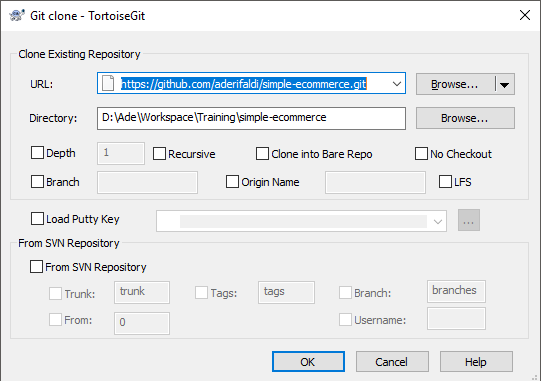 Git clone - TortoiseGit
Clone Existing Repository
URL: https://github.com/aderifaldi/simple-ecommerce.git Browse...
Directory: D:\Ade\Workspace\Training\simple-ecommerce Browse...
Depth 1 Recursive Clone into Bare Repo No Checkout
Branch Origin Name LFS
Load Putty Key ...
From SVN Repository
From SVN Repository
Trunk: trunk Tags: tags Branch: branches
From: 0 Username:
OK Cancel Help